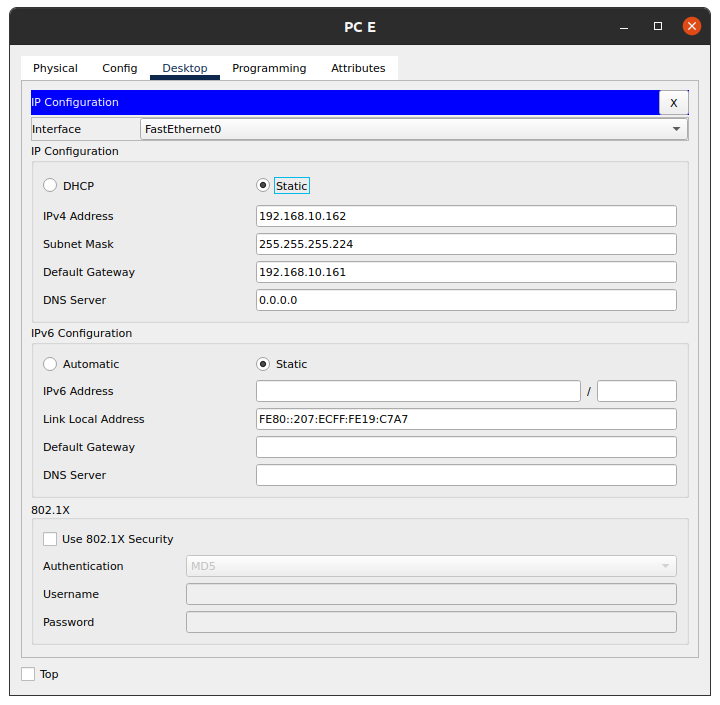 PC E
Physical Config Desktop Programming Attributes
IP Configuration X
Interface FastEthernet0
IP Configuration
DHCP Static
IPv4 Address 192.168.10.162
Subnet Mask 255.255.255.224
Default Gateway 192.168.10.161
DNS Server 0.0.0.0
IPv6 Configuration
Automatic Static
IPv6 Address /
Link Local Address FE80::207:ECFF:FE19:C7A7
Default Gateway
DNS Server
802.1X
Use 802.1X Security
Authentication MD5
Username
Password
Top